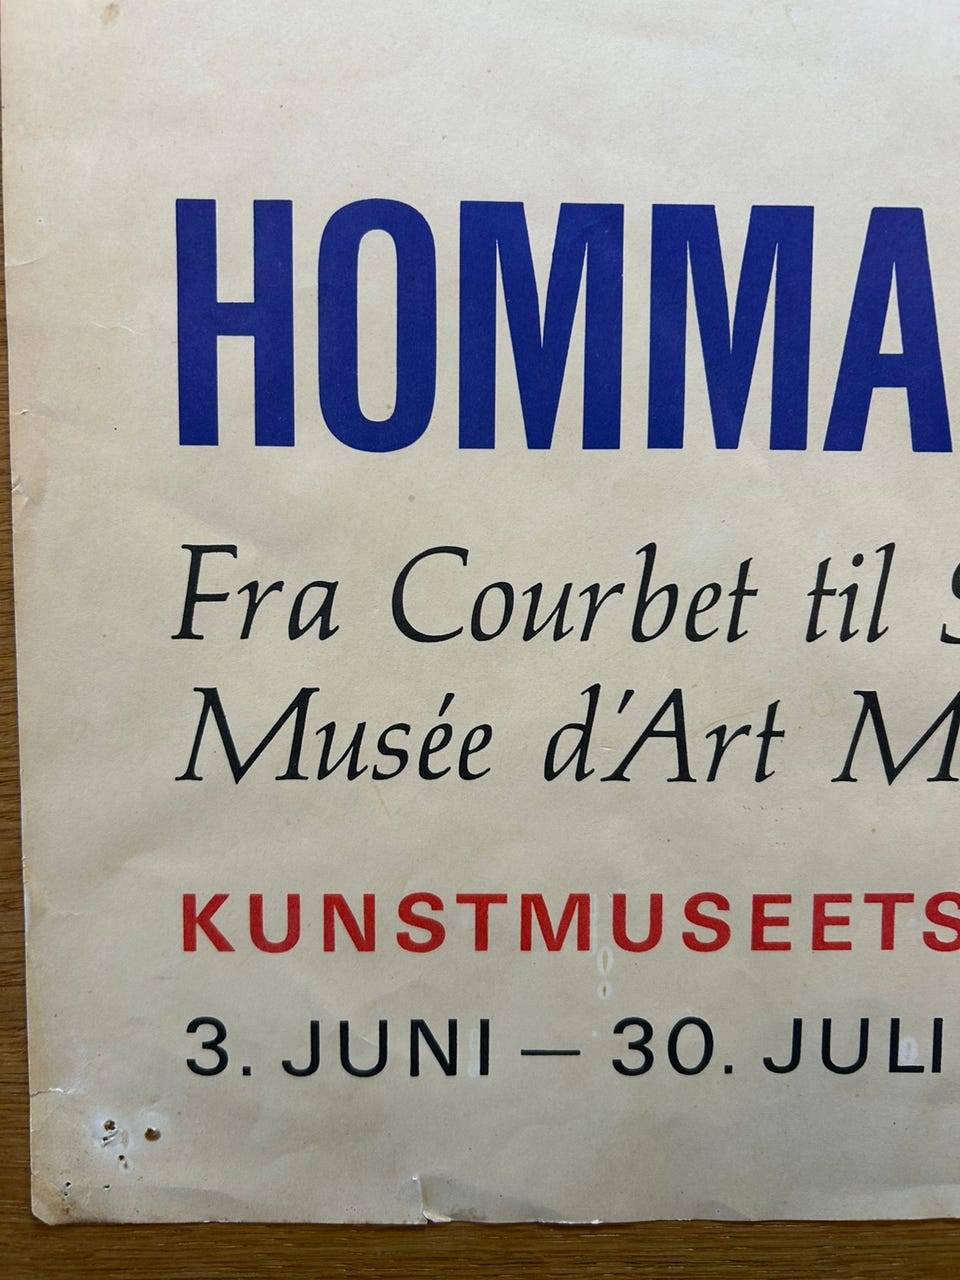 HOMMA
Fra Courbet til
Musée d'Art M
KUNSTMUSEETS
3. JUNI — 30. JULI